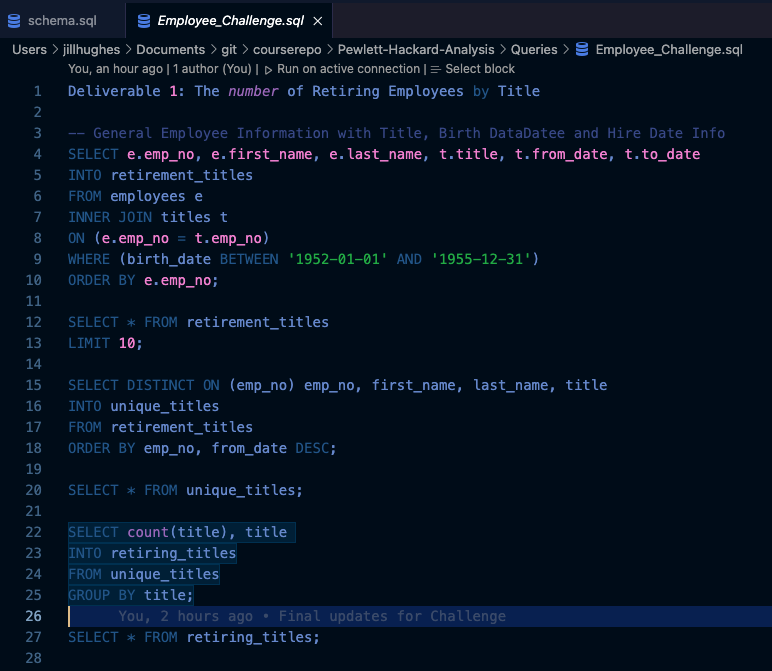 schema.sql Employee_Challenge.sql ×
Users > jillhughes > Documents > git > courserepo > Pewlett-Hackard-Analysis > Queries > Employee_Challenge.sql
You, an hour ago | 1 author (You) | ▷ Run on active connection | ≡ Select block
1 Deliverable 1: The number of Retiring Employees by Title
2
3 -- General Employee Information with Title, Birth DataDatee and Hire Date Info
4 SELECT e.emp_no, e.first_name, e.last_name, t.title, t.from_date, t.to_date
5 INTO retirement_titles
6 FROM employees e
7 INNER JOIN titles t
8 ON (e.emp_no = t.emp_no)
9 WHERE (birth_date BETWEEN '1952-01-01' AND '1955-12-31')
10 ORDER BY e.emp_no;
11
12 SELECT * FROM retirement_titles
13 LIMIT 10;
14
15 SELECT DISTINCT ON (emp_no) emp_no, first_name, last_name, title
16 INTO unique_titles
17 FROM retirement_titles
18 ORDER BY emp_no, from_date DESC;
19
20 SELECT * FROM unique_titles;
21
22 SELECT count(title), title
23 INTO retiring_titles
24 FROM unique_titles
25 GROUP BY title;
26 You, 2 hours ago • Final updates for Challenge
27 SELECT * FROM retiring_titles;
28